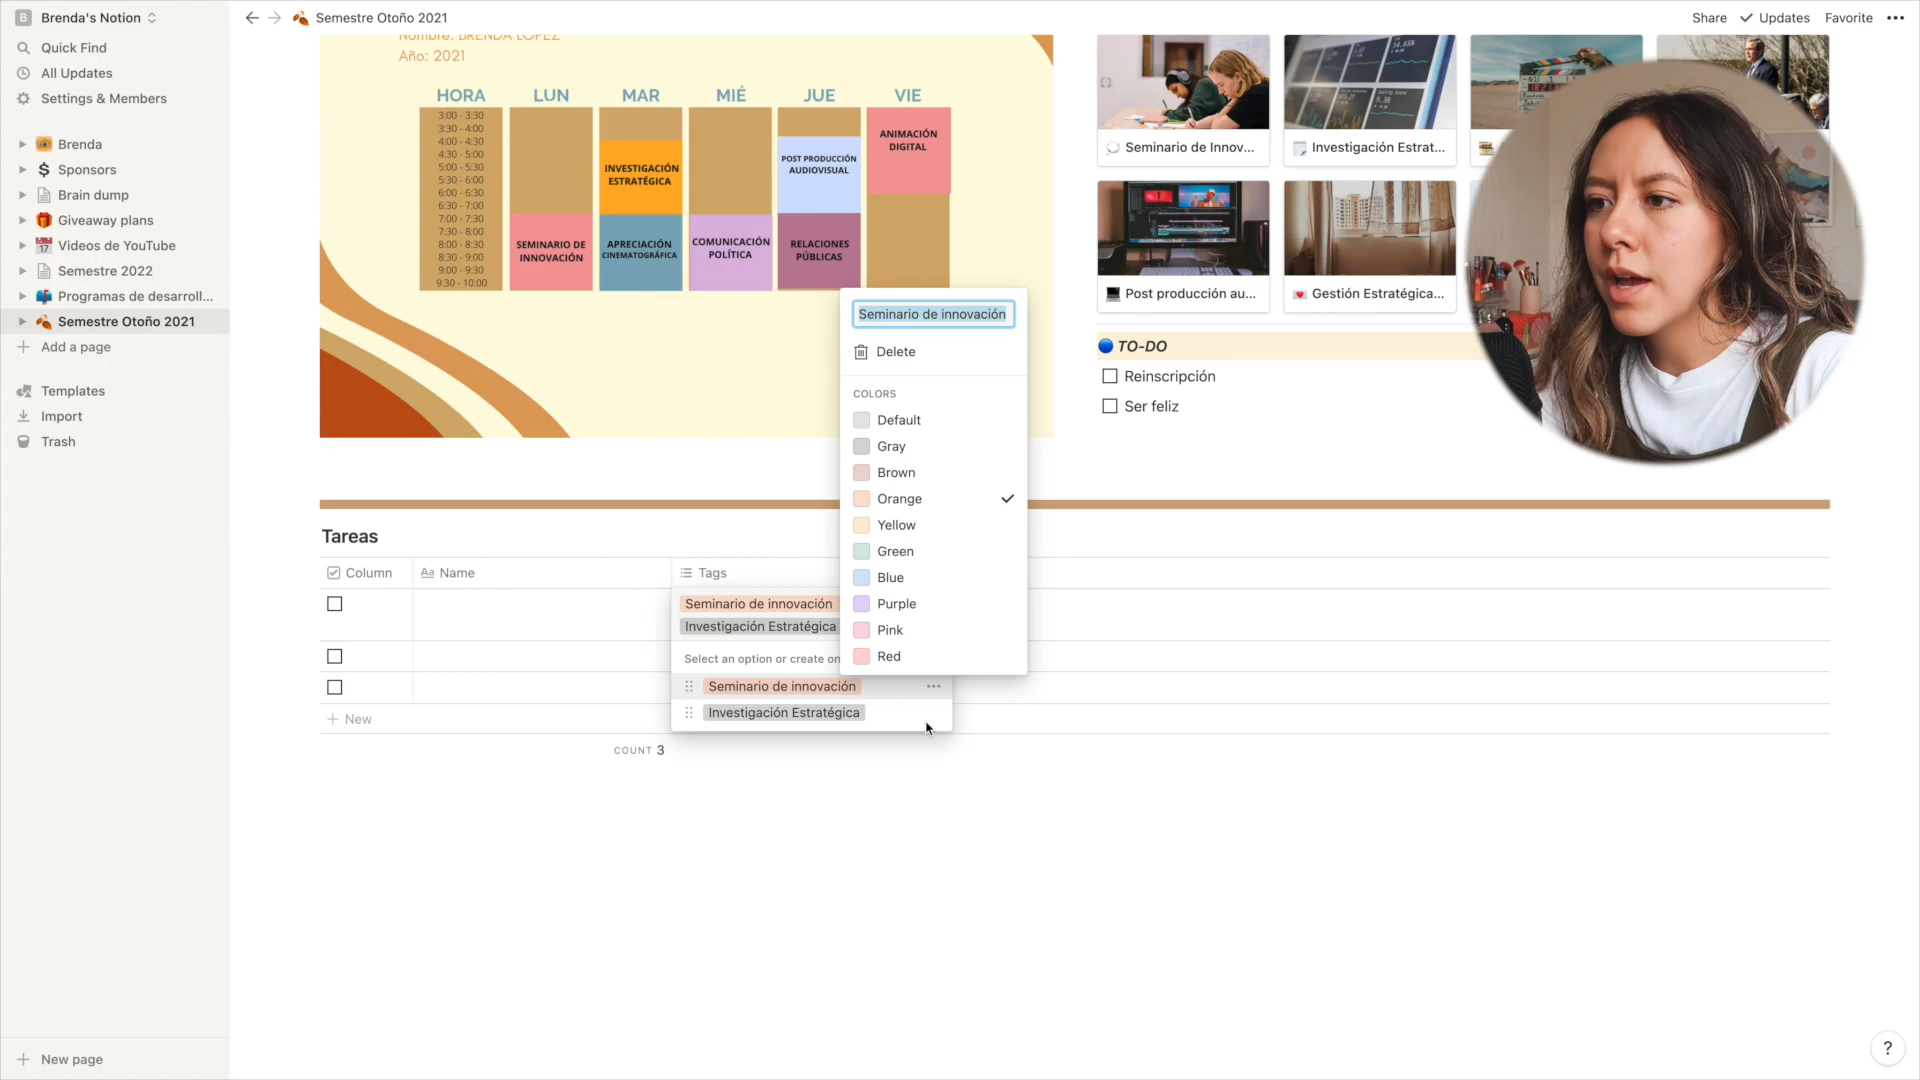 B Brenda's Notion
Semestre Otoño 2021
Share
Updates
Favorite
Quick Find
All Updates
Settings & Members
Brenda
Sponsors
Brain dump
Giveaway plans
Videos de YouTube
Semestre 2022
Programas de desarroll...
Semestre Otoño 2021
Add a page
Templates
Import
Trash
New page
Nombre: BRENDA LÓPEZ
Año: 2021
HORA LUN MAR MIÉ JUE VIE
3:00 - 3:30
3:30 - 4:00
4:00 - 4:30
4:30 - 5:00
5:00 - 5:30
5:30 - 6:00
6:00 - 6:30
6:30 - 7:00
7:00 - 7:30
7:30 - 8:00
8:00 - 8:30
8:30 - 9:00
9:00 - 9:30
9:30 - 10:00
SEMINARIO DE
INNOVACIÓN
INVESTIGACIÓN
ESTRATÉGICA
APRECIACIÓN
CINEMATOGRÁFICA
COMUNICACIÓN
POLÍTICA
POST PRODUCCIÓN
AUDIOVISUAL
RELACIONES
PÚBLICAS
ANIMACIÓN
DIGITAL
Seminario de Innov...
Investigación Estrat...
Post producción au...
Gestión Estratégica...
TO-DO
Reinscripción
Ser feliz
Seminario de innovación
Delete
COLORS
Default
Gray
Brown
Orange
Yellow
Green
Blue
Purple
Pink
Red
Tareas
Column
Aa Name
Tags
Seminario de innovación
Investigación Estratégica
Select an option or create on
Seminario de innovación
Investigación Estratégica
New
COUNT 3
?